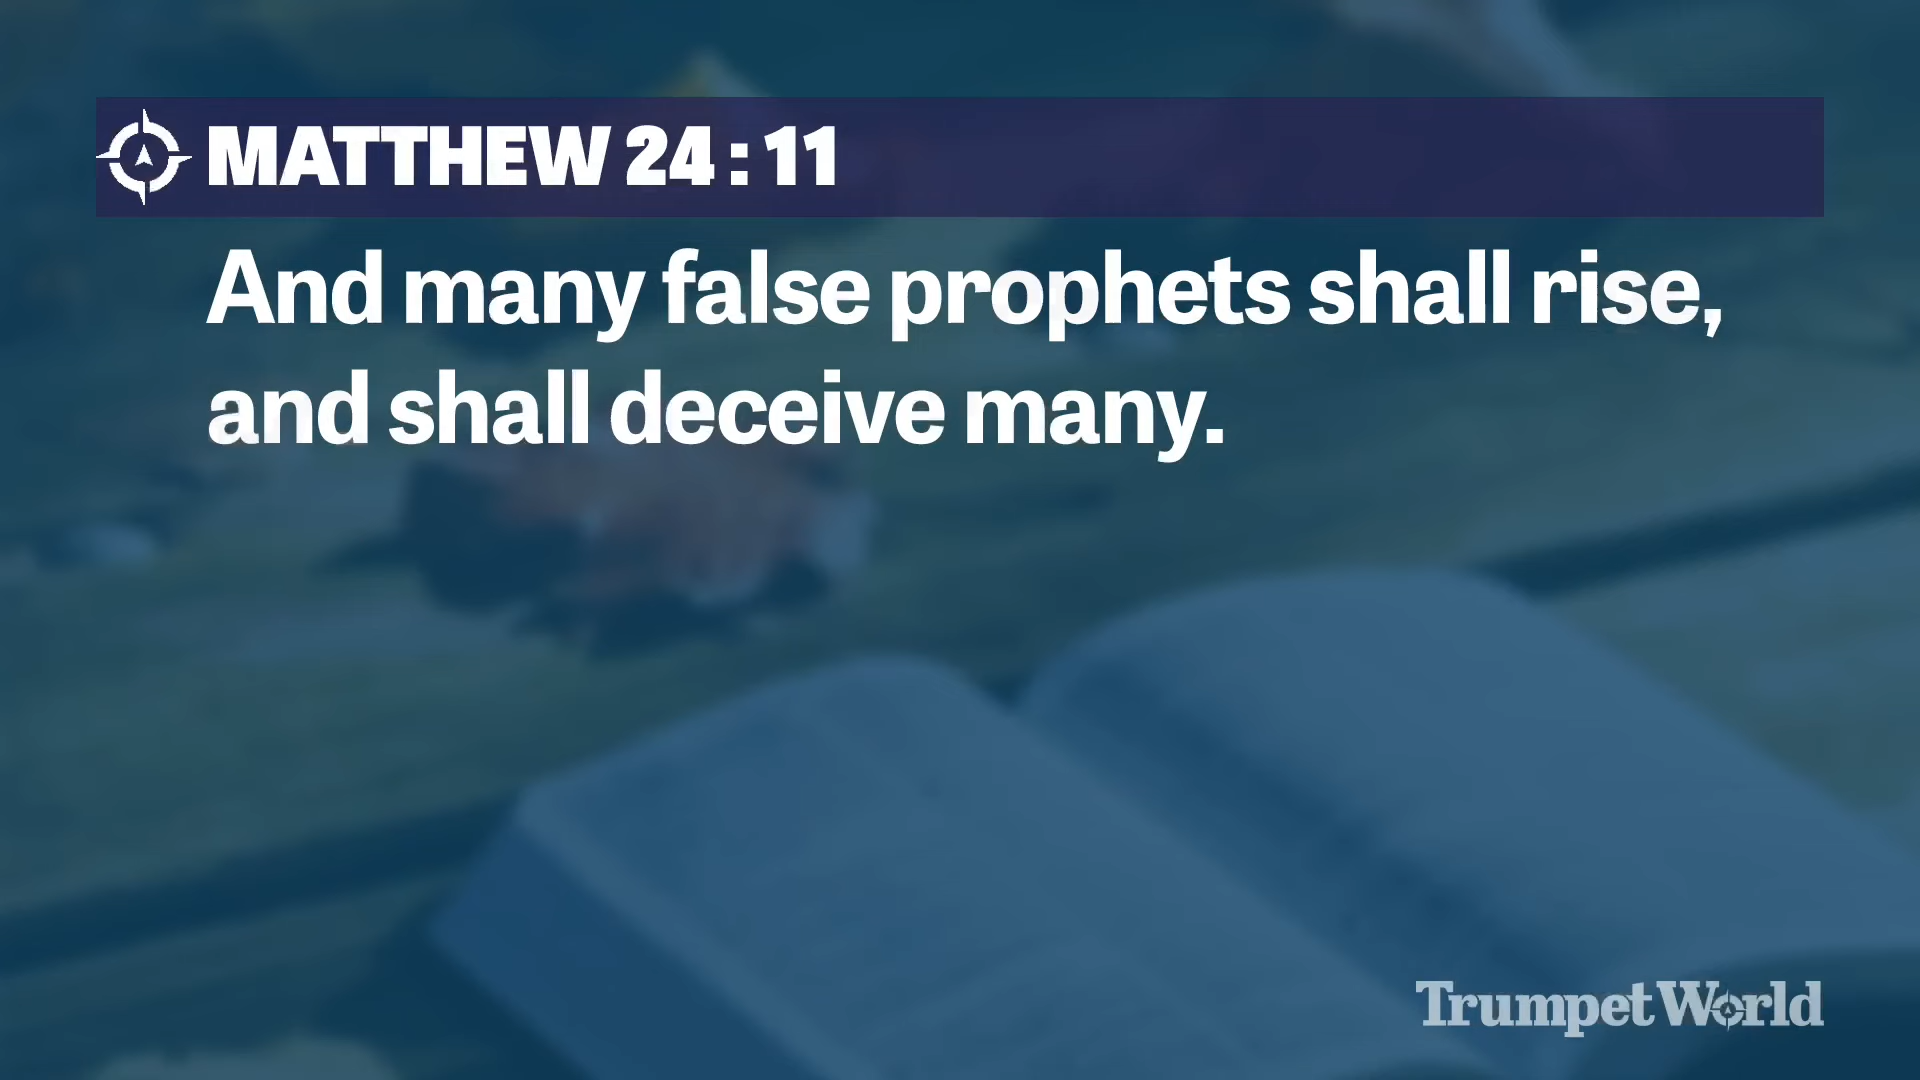 MATTHEW 24 : 11
And many false prophets shall rise,
and shall deceive many.
TrumpetWorld